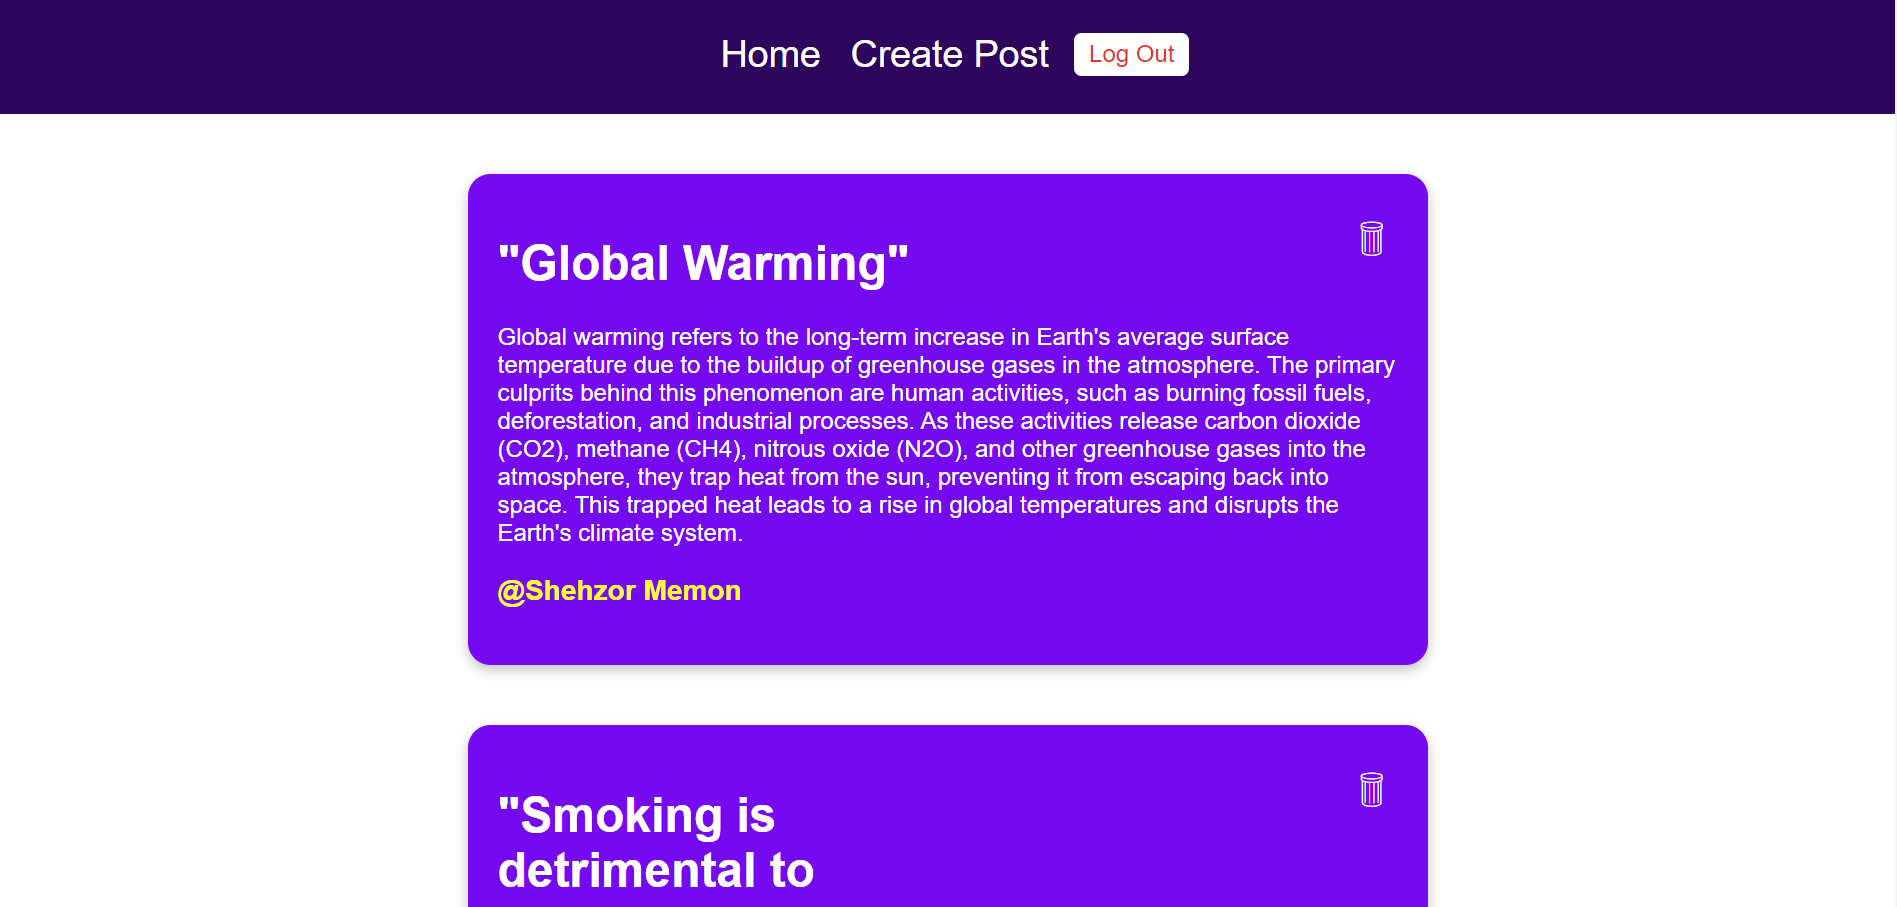 Home Create Post Log Out
"Global Warming"
Global warming refers to the long-term increase in Earth's average surface
temperature due to the buildup of greenhouse gases in the atmosphere. The primary
culprits behind this phenomenon are human activities, such as burning fossil fuels,
deforestation, and industrial processes. As these activities release carbon dioxide
(CO2), methane (CH4), nitrous oxide (N2O), and other greenhouse gases into the
atmosphere, they trap heat from the sun, preventing it from escaping back into
space. This trapped heat leads to a rise in global temperatures and disrupts the
Earth's climate system.
@Shehzor Memon
"Smoking is
detrimental to